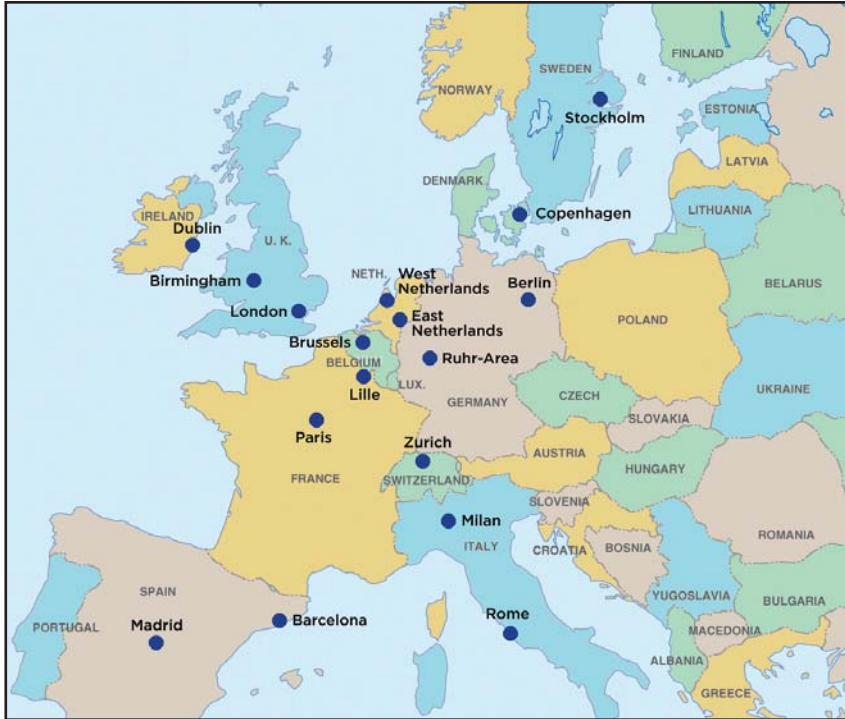 FINLAND
SWEDEN
NORWAY
Stockholm
ESTONIA
LATVIA
DENMARK
LITHUANIA
IRELAND
Copenhagen
Dublin
U. K.
NETH.
West
Netherlands
Birmingham
Berlin
BELARUS
London
East
Netherlands
POLAND
Brussels
BELGIUM
Ruhr-Area
LUX.
Lille
GERMANY
UKRAINE
CZECH
SLOVAKIA
Paris
Zurich
AUSTRIA
FRANCE
SWITZERLAND
HUNGARY
SLOVENIA
Milan
ITALY
CROATIA
BOSNIA
ROMANIA
SPAIN
YUGOSLAVIA
BULGARIA
PORTUGAL
Madrid
Barcelona
Rome
MACEDONIA
ALBANIA
GREECE